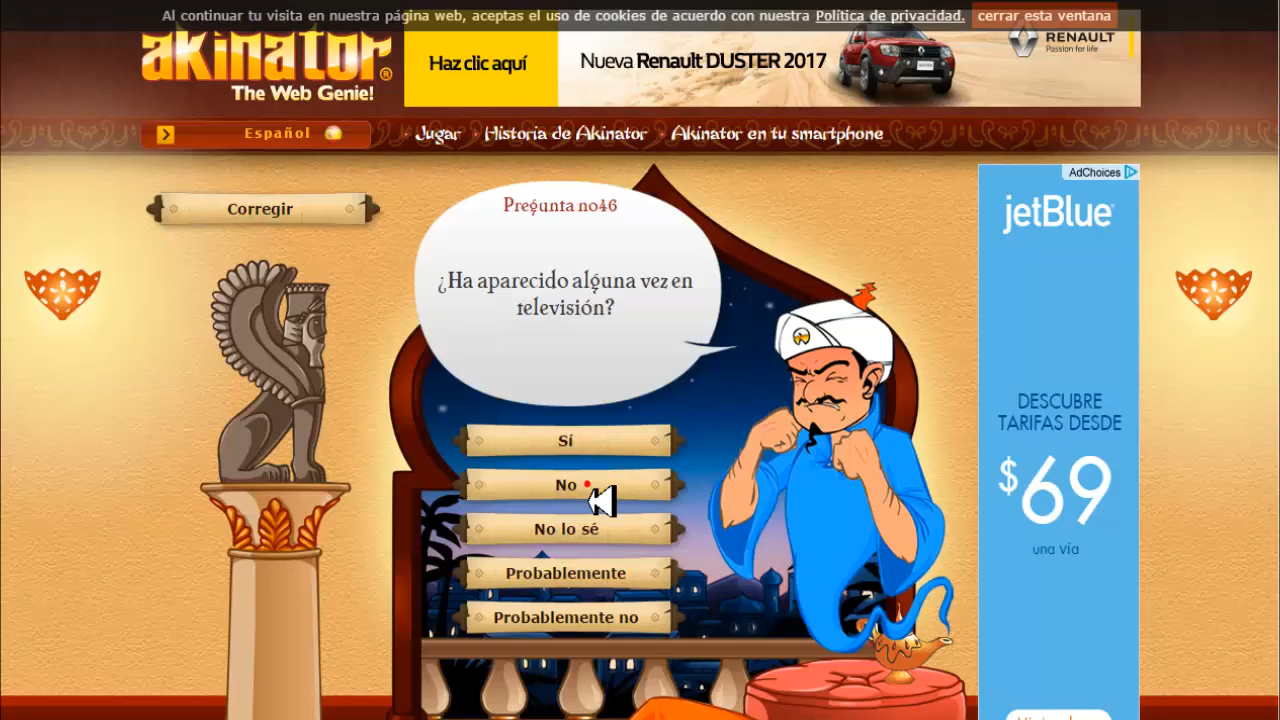 Al continuar tu visita en nuestra página web, aceptas el uso de cookies de acuerdo con nuestra Política de privacidad. cerrar esta ventana
akinator®
The Web Genie!
Haz clic aquí
Nueva Renault DUSTER 2017
RENAULT
Passion for life
Español
· Jugar · Historia de Akinator · Akinator en tu smartphone
Corregir
AdChoices
jetBlue
Pregunta no46
¿Ha aparecido alguna vez en
televisión?
DESCUBRE
TARIFAS DESDE
$69
una vía
Sí
No
No lo sé
Probablemente
Probablemente no